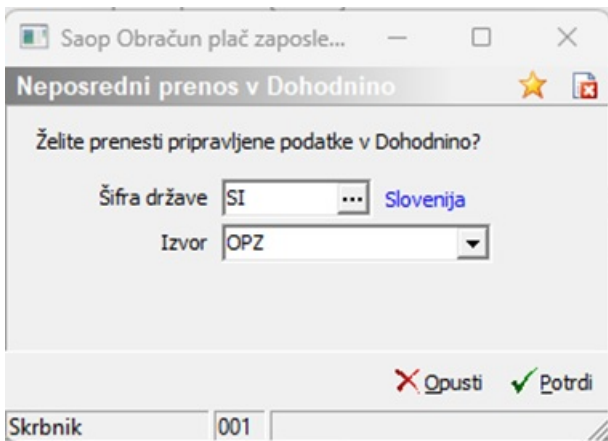 Saop Obračun plač zaposle...
Neposredni prenos v Dohodnino
Želite prenesti pripravljene podatke v Dohodnino?
Šifra države SI ... Slovenija
Izvor OPZ
Opusti Potrdi
Skrbnik 001